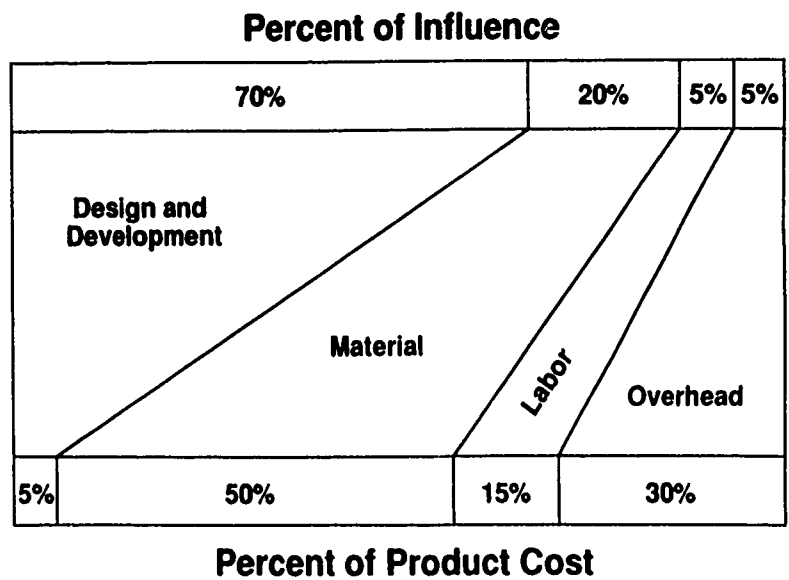 Percent of Influence
70% 20% 5% 5%
Design and
Development
Material
Labor
Overhead
5% 50% 15% 30%
Percent of Product Cost